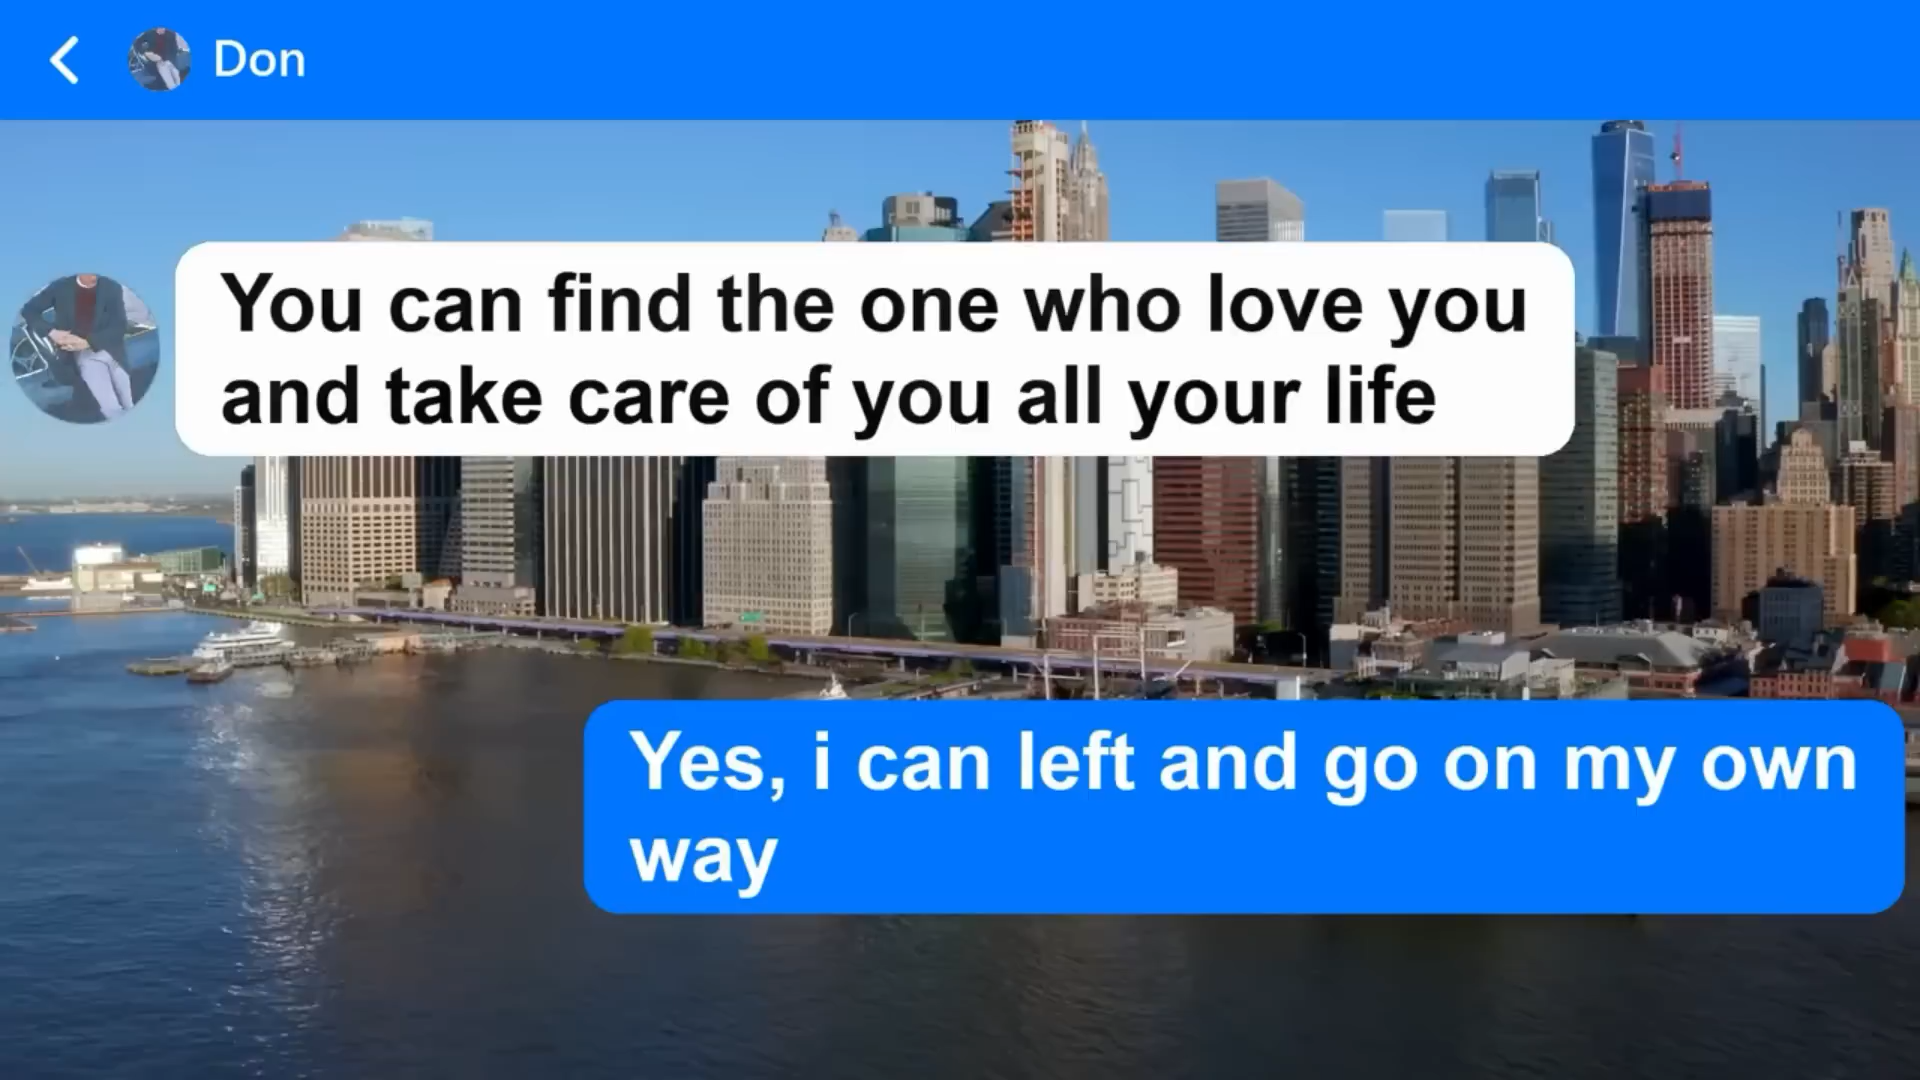 Don
You can find the one who love you
and take care of you all your life
Yes, i can left and go on my own
way